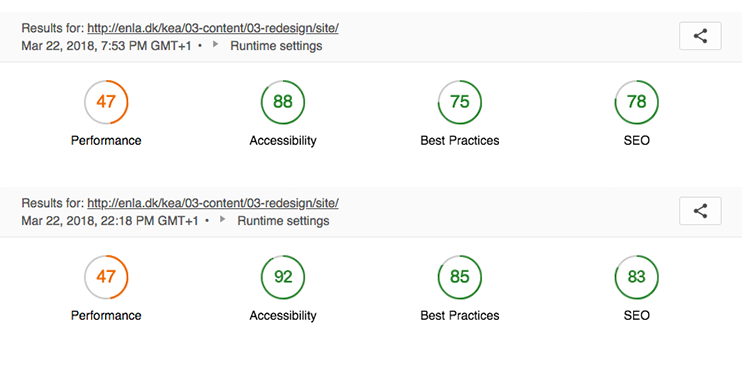 Results for: http://enla.dk/kea/03-content/03-redesign/site/
Mar 22, 2018, 7:53 PM GMT+1 • Runtime settings
47 88 75 78
Performance Accessibility Best Practices SEO
Results for: http://enla.dk/kea/03-content/03-redesign/site/
Mar 22, 2018, 22:18 PM GMT+1 • Runtime settings
47 92 85 83
Performance Accessibility Best Practices SEO